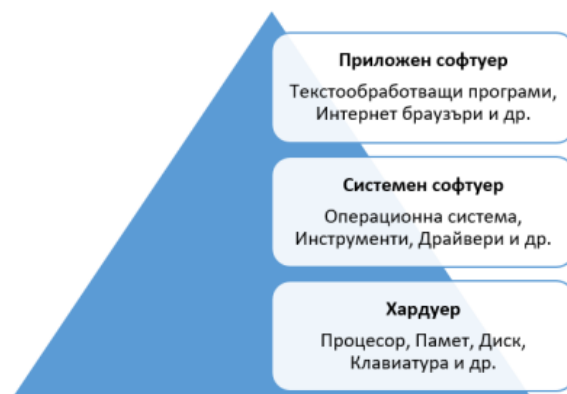 Приложен софтуер
Текстообработващи програми,
Интернет браузъри и др.
Системен софтуер
Операционна система,
Инструменти, Драйвери и др.
Хардуер
Процесор, Памет, Диск,
Клавиатура и др.